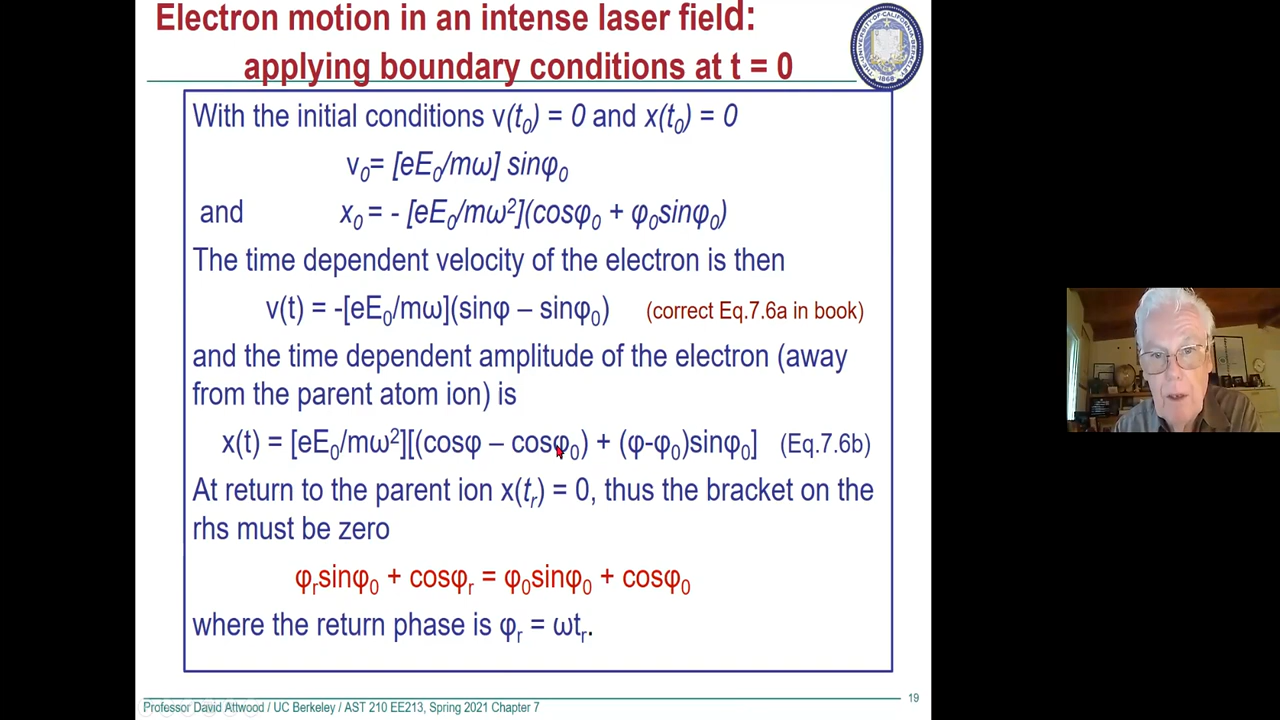 Electron motion in an intense laser field:
applying boundary conditions at t = 0
THE UNIVERSITY OF CALIFORNIA BERKELEY
1868
With the initial conditions v(t₀) = 0 and x(t₀) = 0
v₀= [eE₀/mω] sinφ₀
and x₀ = - [eE₀/mω²](cosφ₀ + φ₀sinφ₀)
The time dependent velocity of the electron is then
v(t) = -[eE₀/mω](sinφ – sinφ₀) (correct Eq.7.6a in book)
and the time dependent amplitude of the electron (away
from the parent atom ion) is
x(t) = [eE₀/mω²][(cosφ – cosφ₀) + (φ-φ₀)sinφ₀] (Eq.7.6b)
At return to the parent ion x(tᵣ) = 0, thus the bracket on the
rhs must be zero
φᵣsinφ₀ + cosφᵣ = φ₀sinφ₀ + cosφ₀
where the return phase is φᵣ = ωtᵣ.
19
Professor David Attwood / UC Berkeley / AST 210 EE213, Spring 2021 Chapter 7